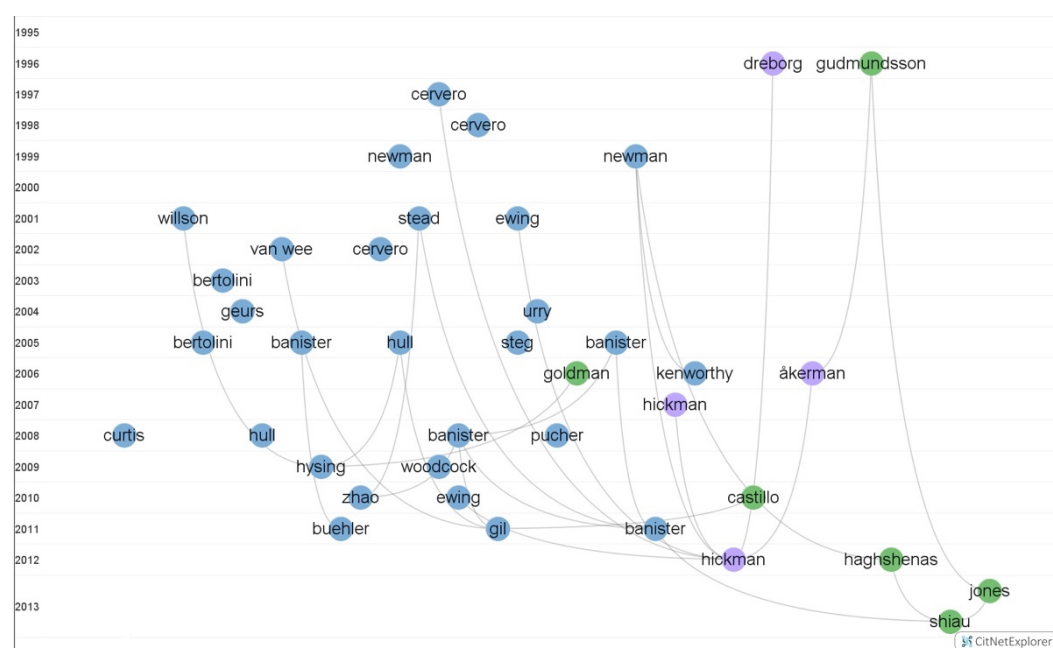 1995
1996 dreborg gudmundsson
1997 cervero
1998 cervero
1999 newman newman
2000
2001 willson stead ewing
2002 van wee cervero
2003 bertolini
2004 geurs urry
2005 bertolini banister hull steg banister
2006 goldman kenworthy åkerman
2007 hickman
2008 curtis hull banister pucher
2009 hysing woodcock
2010 zhao ewing castillo
2011 buehler gil banister
2012 hickman haghshenas
jones
2013
shiau
CitNetExplorer